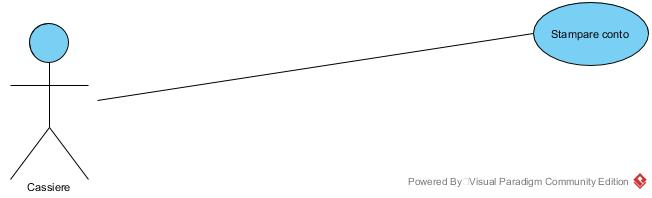 Stampare conto
Cassiere
Powered By Visual Paradigm Community Edition